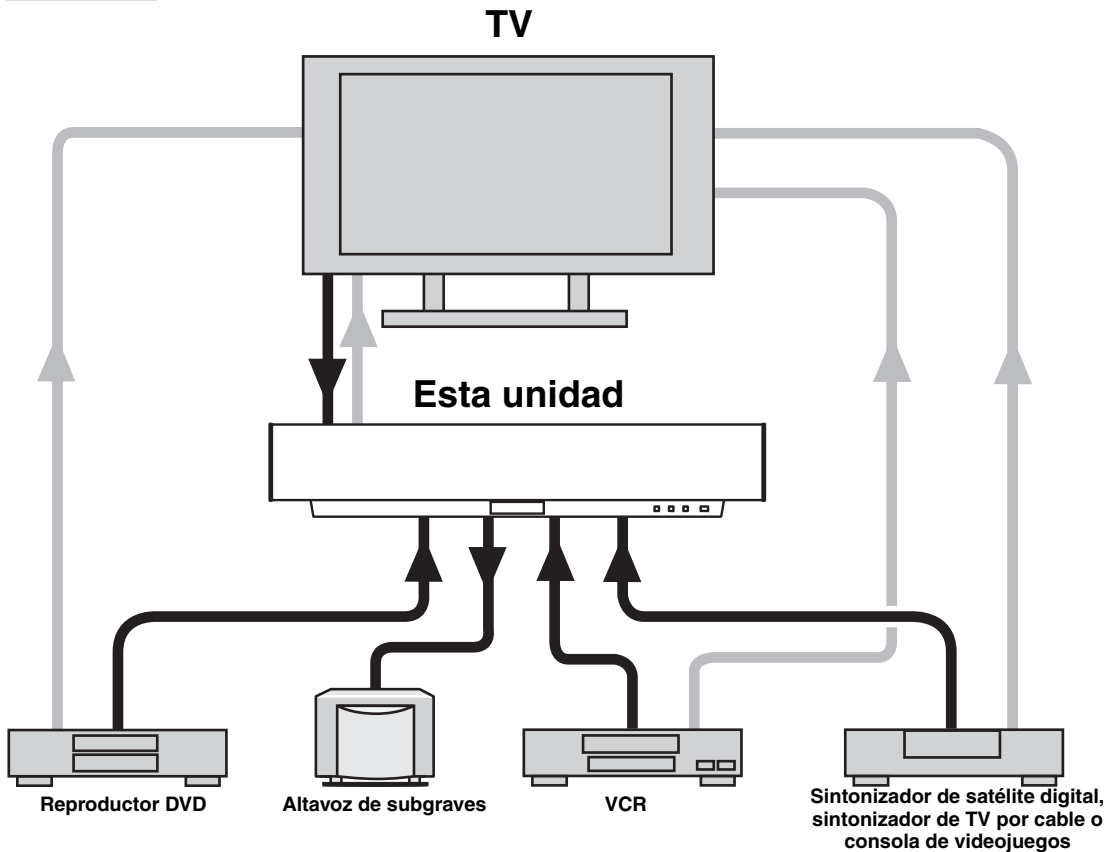 TV
Esta unidad
Reproductor DVD
Altavoz de subgraves
VCR
Sintonizador de satélite digital,
sintonizador de TV por cable o
consola de videojuegos